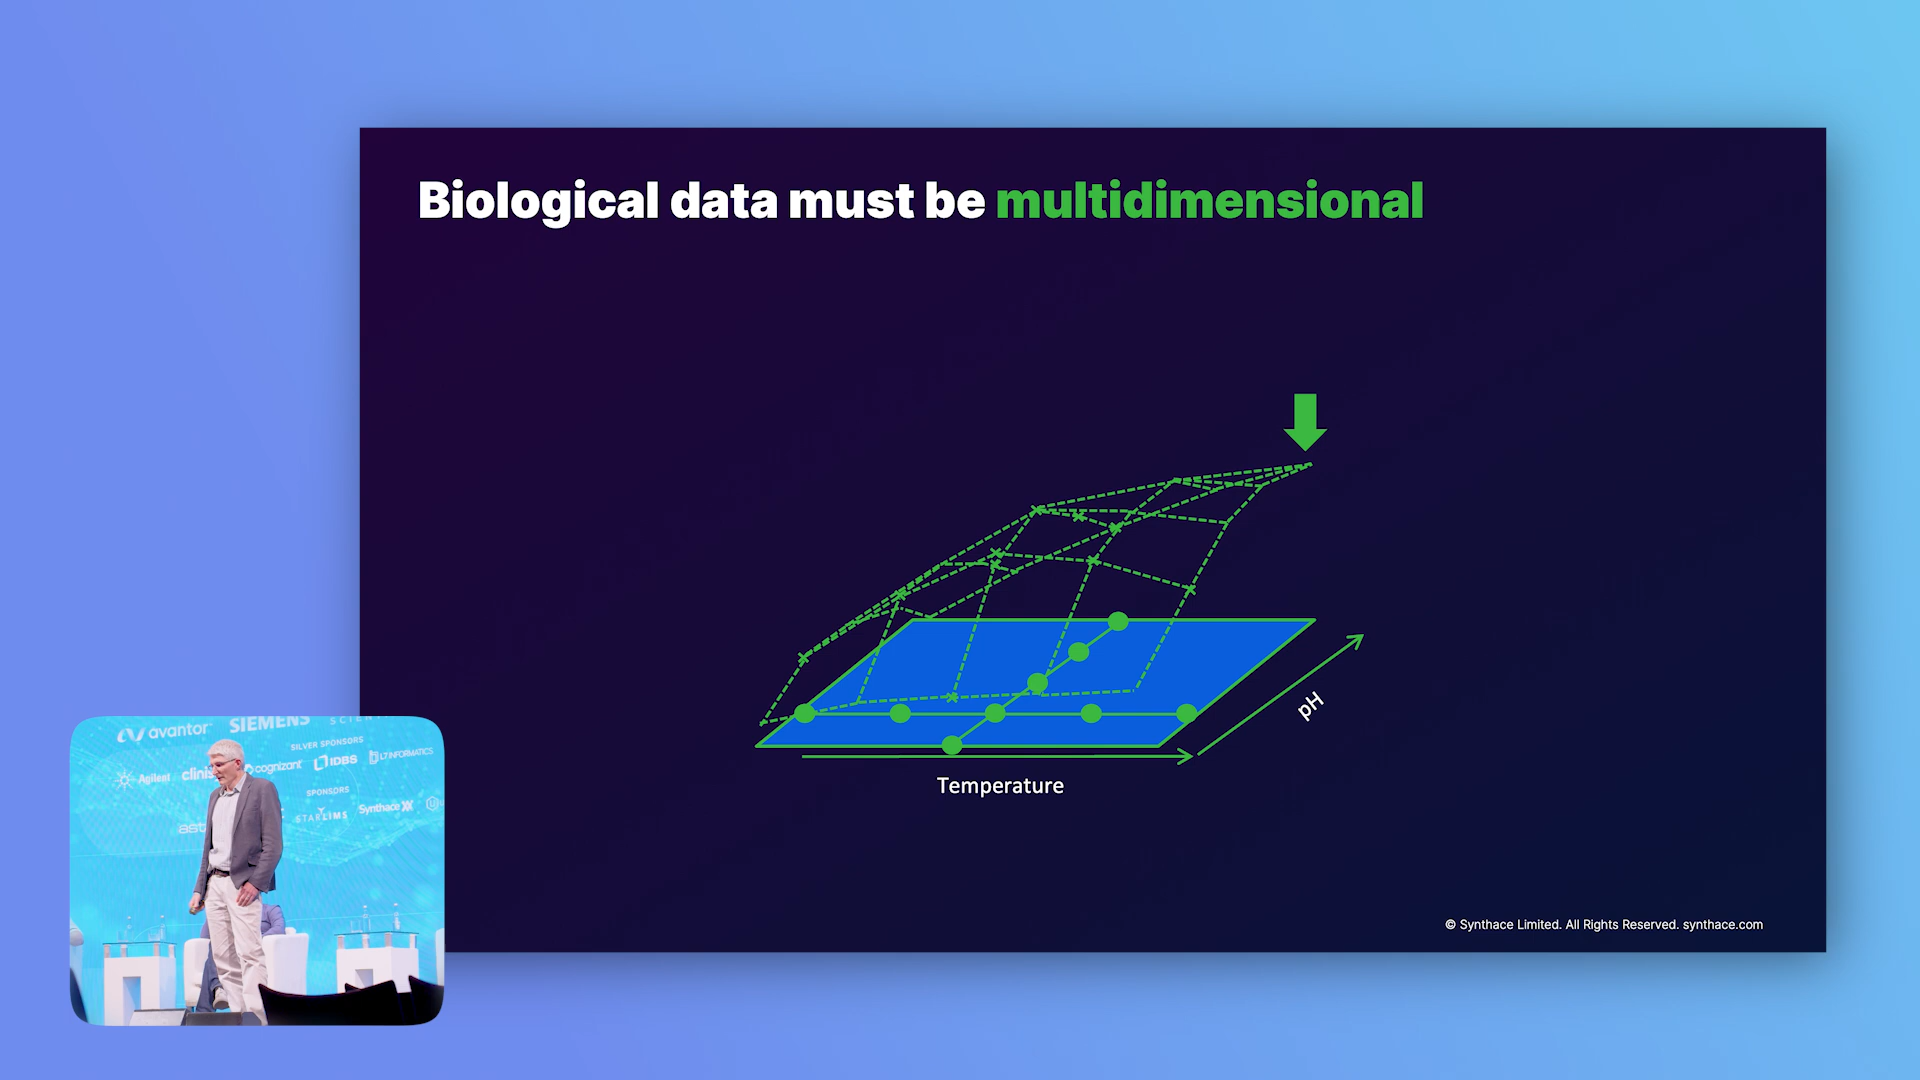 Biological data must be multidimensional
pH
Temperature
© Synthace Limited. All Rights Reserved. synthace.com
avantor
SIEMENS
SILVER SPONSORS
Agilent
cognizant
IDBS
INFORMATICS
SPONSORS
STARLIMS
Synthace